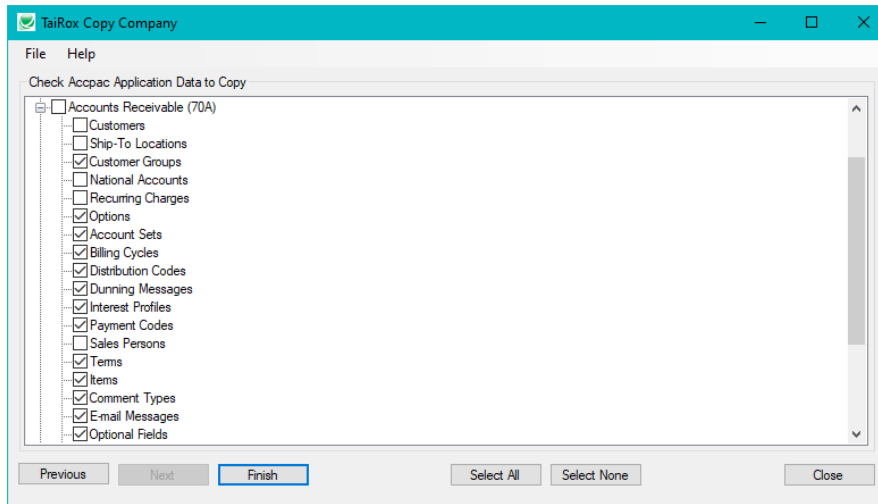 TaiRox Copy Company
File Help
Check Accpac Application Data to Copy
Accounts Receivable (70A)
Customers
Ship-To Locations
Customer Groups
National Accounts
Recurring Charges
Options
Account Sets
Billing Cycles
Distribution Codes
Dunning Messages
Interest Profiles
Payment Codes
Sales Persons
Terms
Items
Comment Types
E-mail Messages
Optional Fields
Previous Next Finish Select All Select None Close